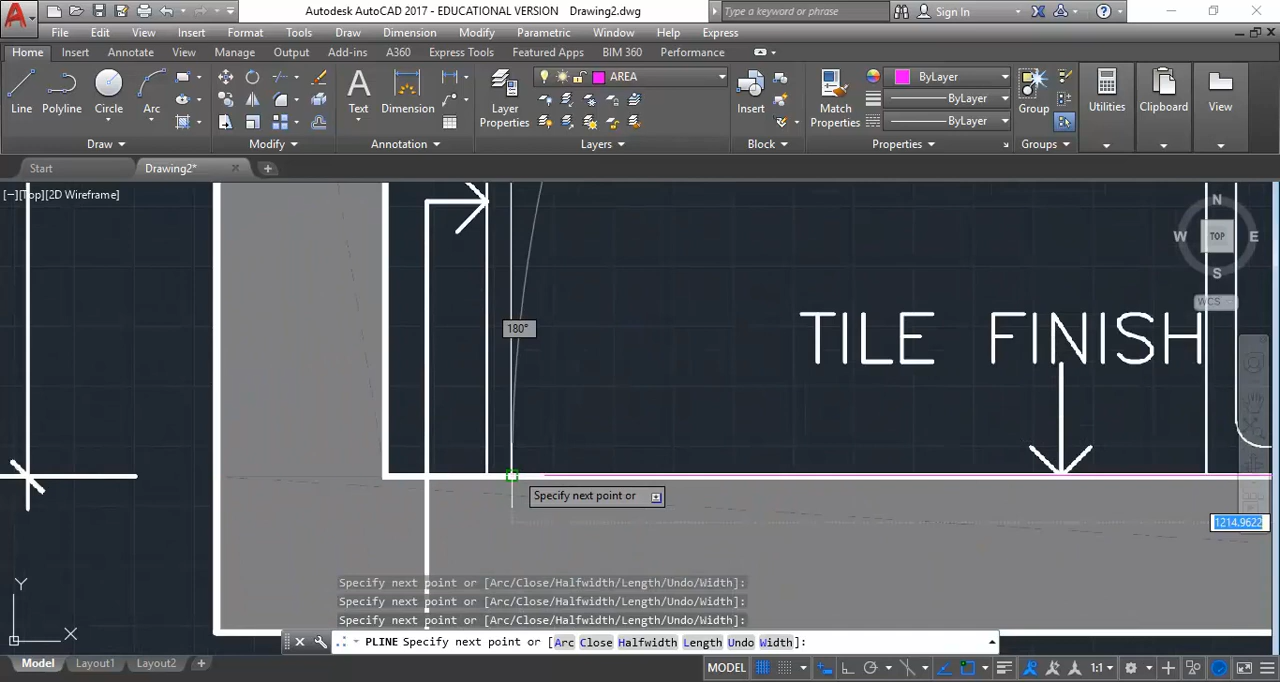 Autodesk AutoCAD 2017 - EDUCATIONAL VERSION Drawing2.dwg
Type a keyword or phrase
Sign In
File Edit View Insert Format Tools Draw Dimension Modify Parametric Window Help Express
Home Insert Annotate View Manage Output Add-ins A360 Express Tools Featured Apps BIM 360 Performance
Line Polyline Circle Arc
Text Dimension
Layer Properties
AREA
Insert
Match Properties
ByLayer
ByLayer
ByLayer
Group
Utilities
Clipboard
View
Draw Modify Annotation Layers Block Properties Groups
Start Drawing2*
[−][Top][2D Wireframe]
N
W TOP E
S
WCS
180°
TILE FINISH
Specify next point or
1214.9622
Specify next point or [Arc/Close/Halfwidth/Length/Undo/Width]:
Specify next point or [Arc/Close/Halfwidth/Length/Undo/Width]:
Specify next point or [Arc/Close/Halfwidth/Length/Undo/Width]:
PLINE Specify next point or [Arc Close Halfwidth Length Undo Width]:
Y
X
Model Layout1 Layout2
MODEL
1:1